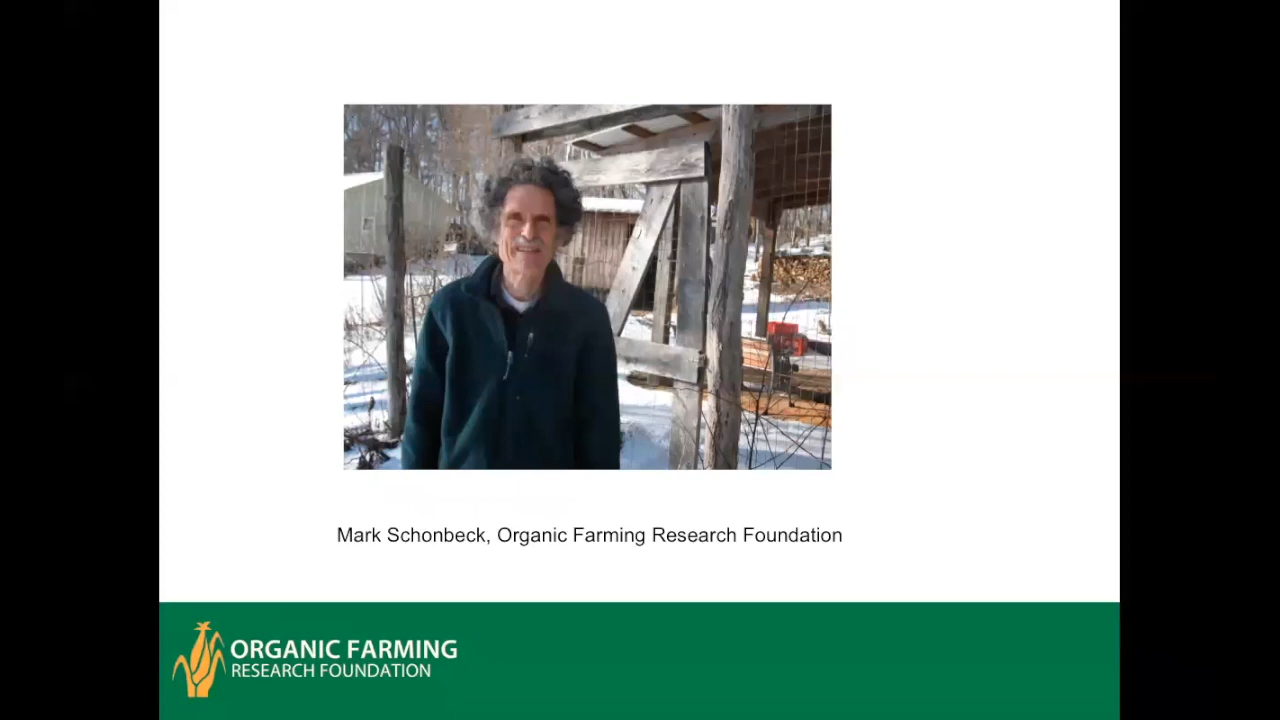 Mark Schonbeck, Organic Farming Research Foundation
ORGANIC FARMING
RESEARCH FOUNDATION